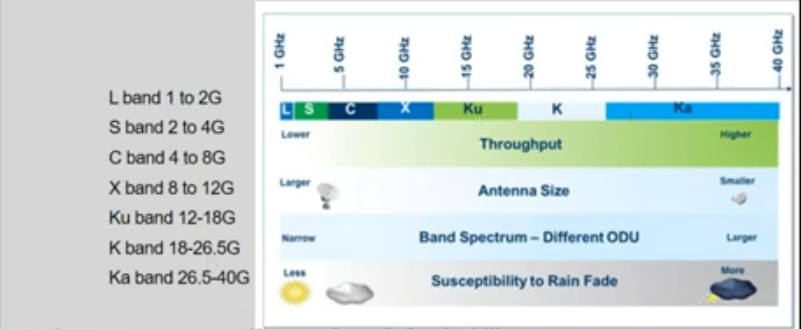 L band 1 to 2G
S band 2 to 4G
C band 4 to 8G
X band 8 to 12G
Ku band 12-18G
K band 18-26.5G
Ka band 26.5-40G
1 GHz 5 GHz 10 GHz 15 GHz 20 GHz 25 GHz 30 GHz 35 GHz 40 GHz
L S C X Ku K Ka
Lower Throughput Higher
Larger Antenna Size Smaller
Narrow Band Spectrum – Different ODU Larger
Less Susceptibility to Rain Fade More